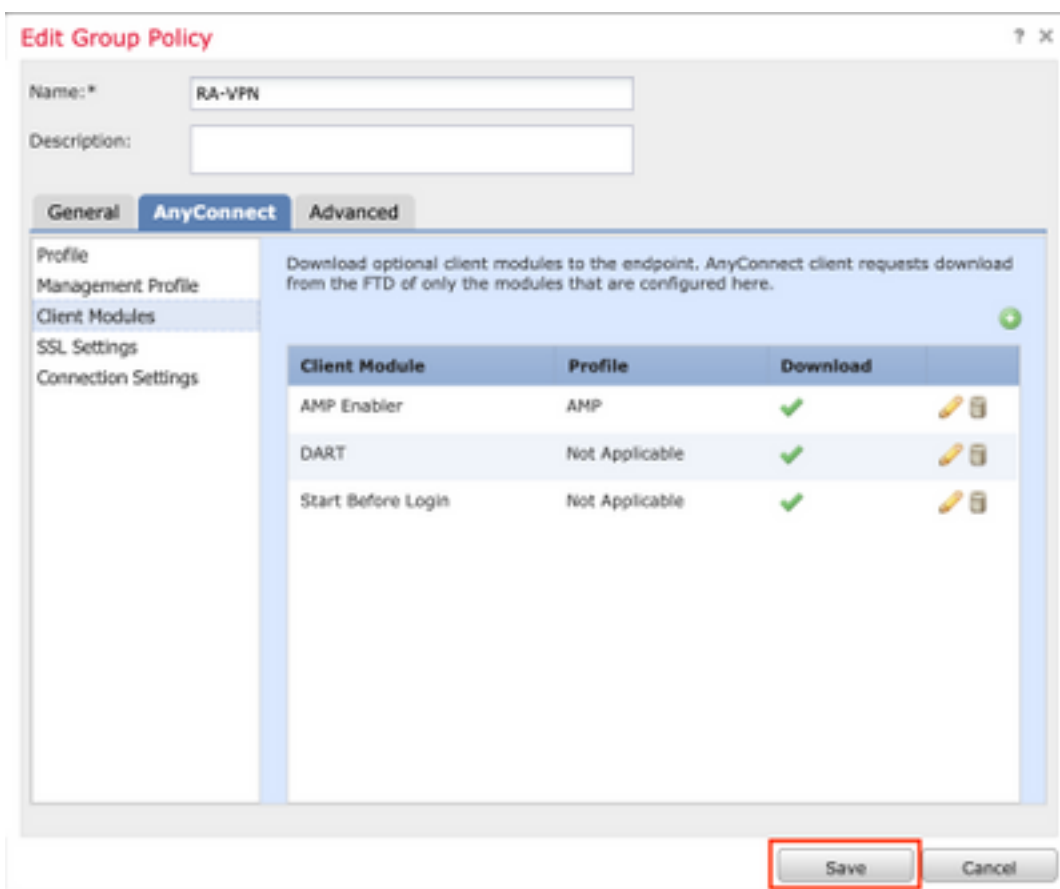 Edit Group Policy
? X
Name:* RA-VPN
Description:
General AnyConnect Advanced
Profile
Management Profile
Client Modules
SSL Settings
Connection Settings
Download optional client modules to the endpoint. AnyConnect client requests download
from the FTD of only the modules that are configured here.
Client Module Profile Download
AMP Enabler AMP
DART Not Applicable
Start Before Login Not Applicable
Save Cancel